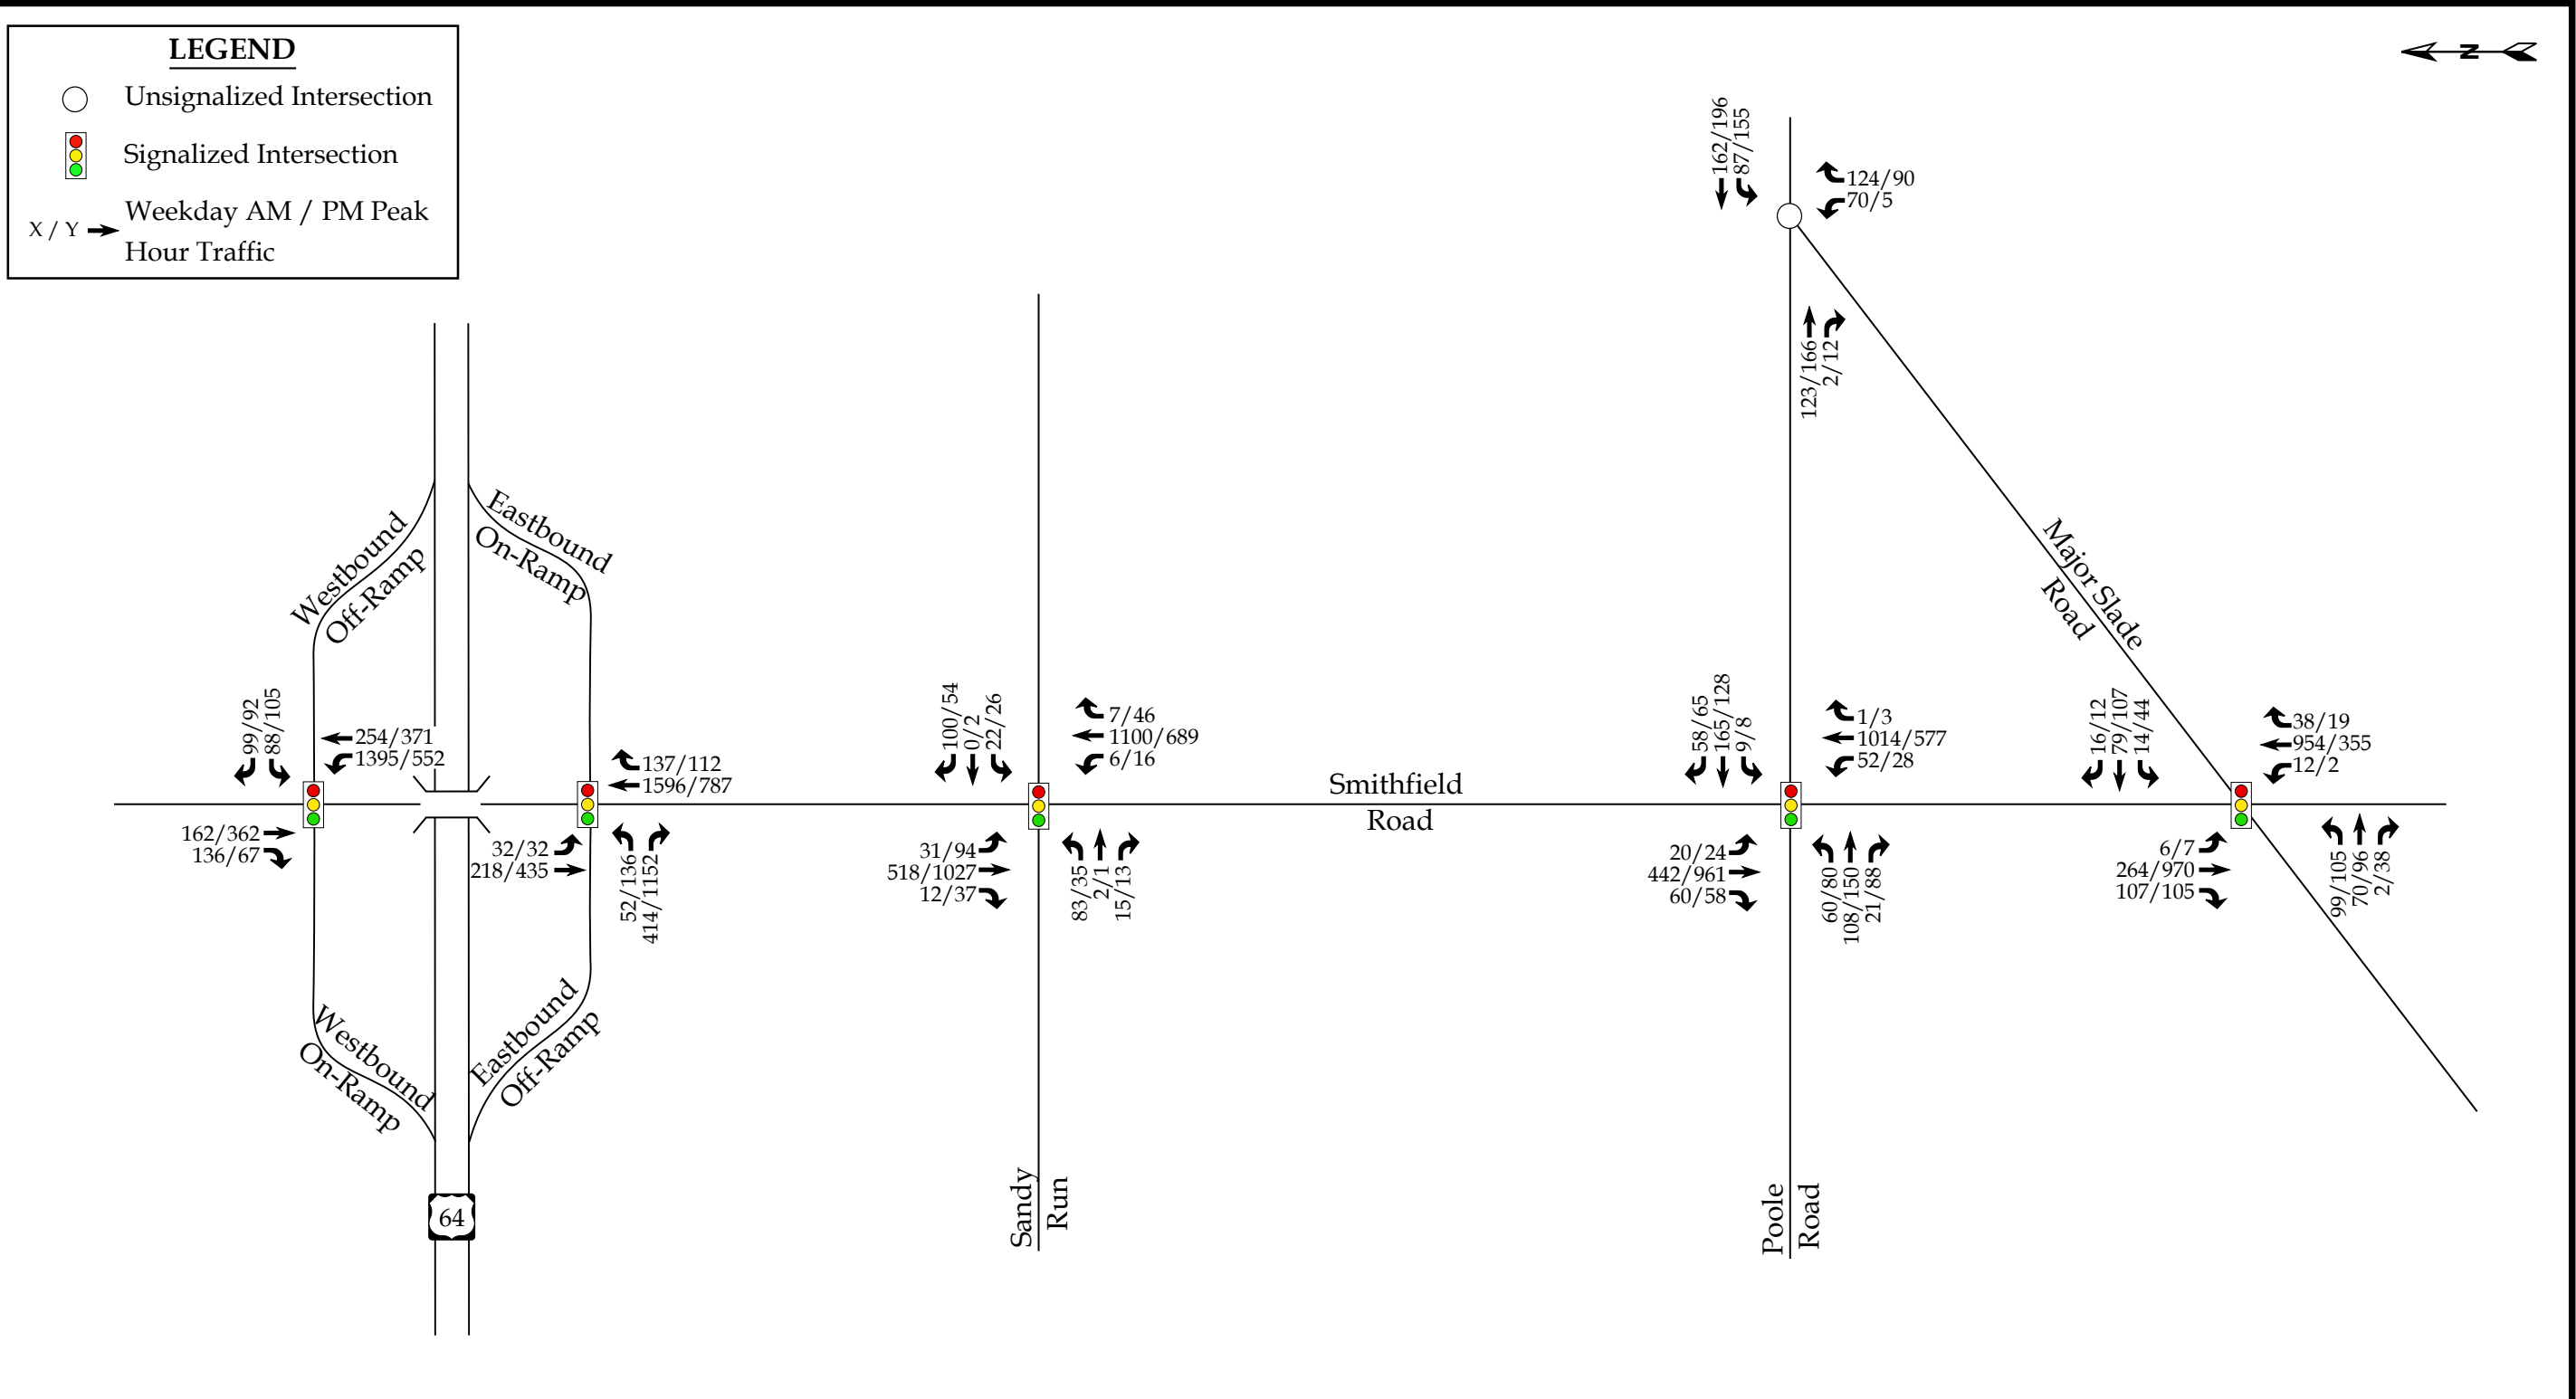 LEGEND
Unsignalized Intersection
Signalized Intersection
X / Y
Weekday AM / PM Peak
Hour Traffic
N
162/196
87/155
124/90
70/5
123/166
2/12
Westbound
Off-Ramp
Eastbound
On-Ramp
Major Slade
Road
99/92
88/105
254/371
1395/552
162/362
136/67
137/112
1596/787
32/32
218/435
52/136
414/1152
100/54
0/2
22/26
7/46
1100/689
6/16
31/94
518/1027
12/37
83/35
2/1
15/13
Smithfield
Road
58/65
165/128
9/8
1/3
1014/577
52/28
20/24
442/961
60/58
60/80
108/150
21/88
16/12
79/107
14/44
38/19
954/355
12/2
6/7
264/970
107/105
99/105
70/96
2/38
Westbound
On-Ramp
Eastbound
Off-Ramp
64
Sandy
Run
Poole
Road